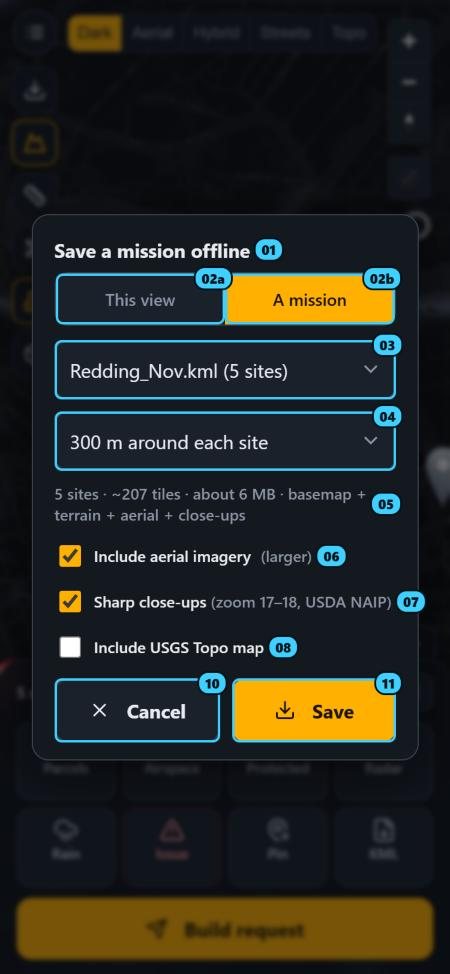 Dark Aerial Hybrid Streets Topo
Save a mission offline 01
02a 02b
This view A mission
03
Redding_Nov.kml (5 sites)
04
300 m around each site
5 sites · ~207 tiles · about 6 MB · basemap +
terrain + aerial + close-ups
05
Include aerial imagery (larger) 06
Sharp close-ups (zoom 17–18, USDA NAIP) 07
Include USGS Topo map 08
10 11
Cancel Save
Parcels Airspace Protected Radar
Rain Issue Pin KML
Build request